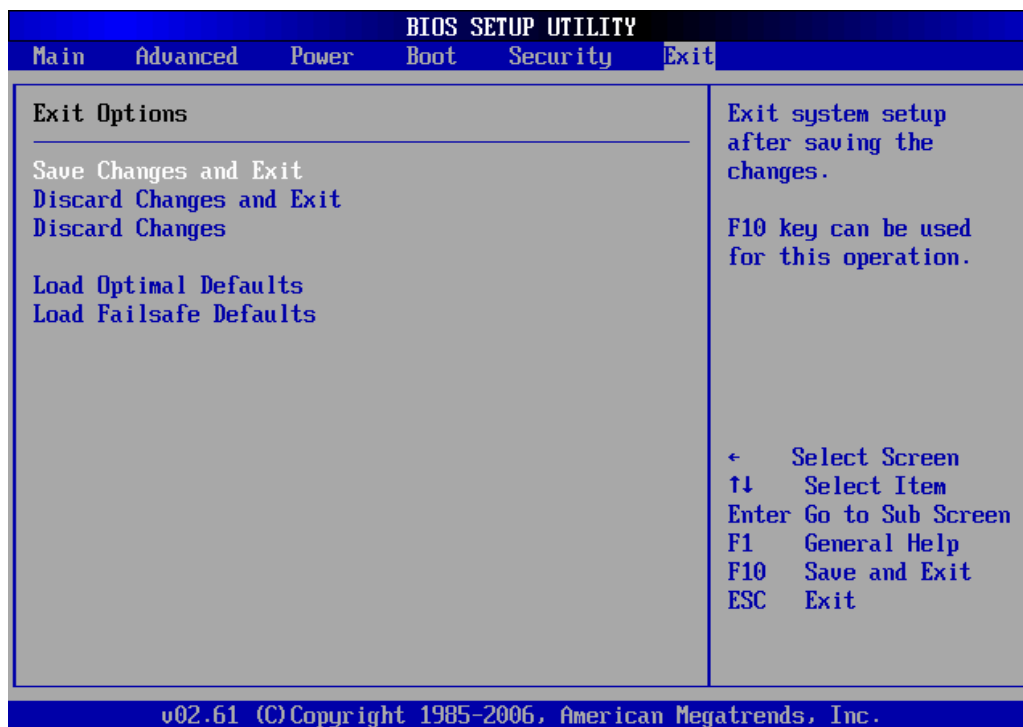 BIOS SETUP UTILITY
Main Advanced Power Boot Security Exit
Exit Options
Save Changes and Exit
Discard Changes and Exit
Discard Changes
Load Optimal Defaults
Load Failsafe Defaults
Exit system setup
after saving the
changes.
F10 key can be used
for this operation.
← Select Screen
↑↓ Select Item
Enter Go to Sub Screen
F1 General Help
F10 Save and Exit
ESC Exit
v02.61 (C)Copyright 1985-2006, American Megatrends, Inc.